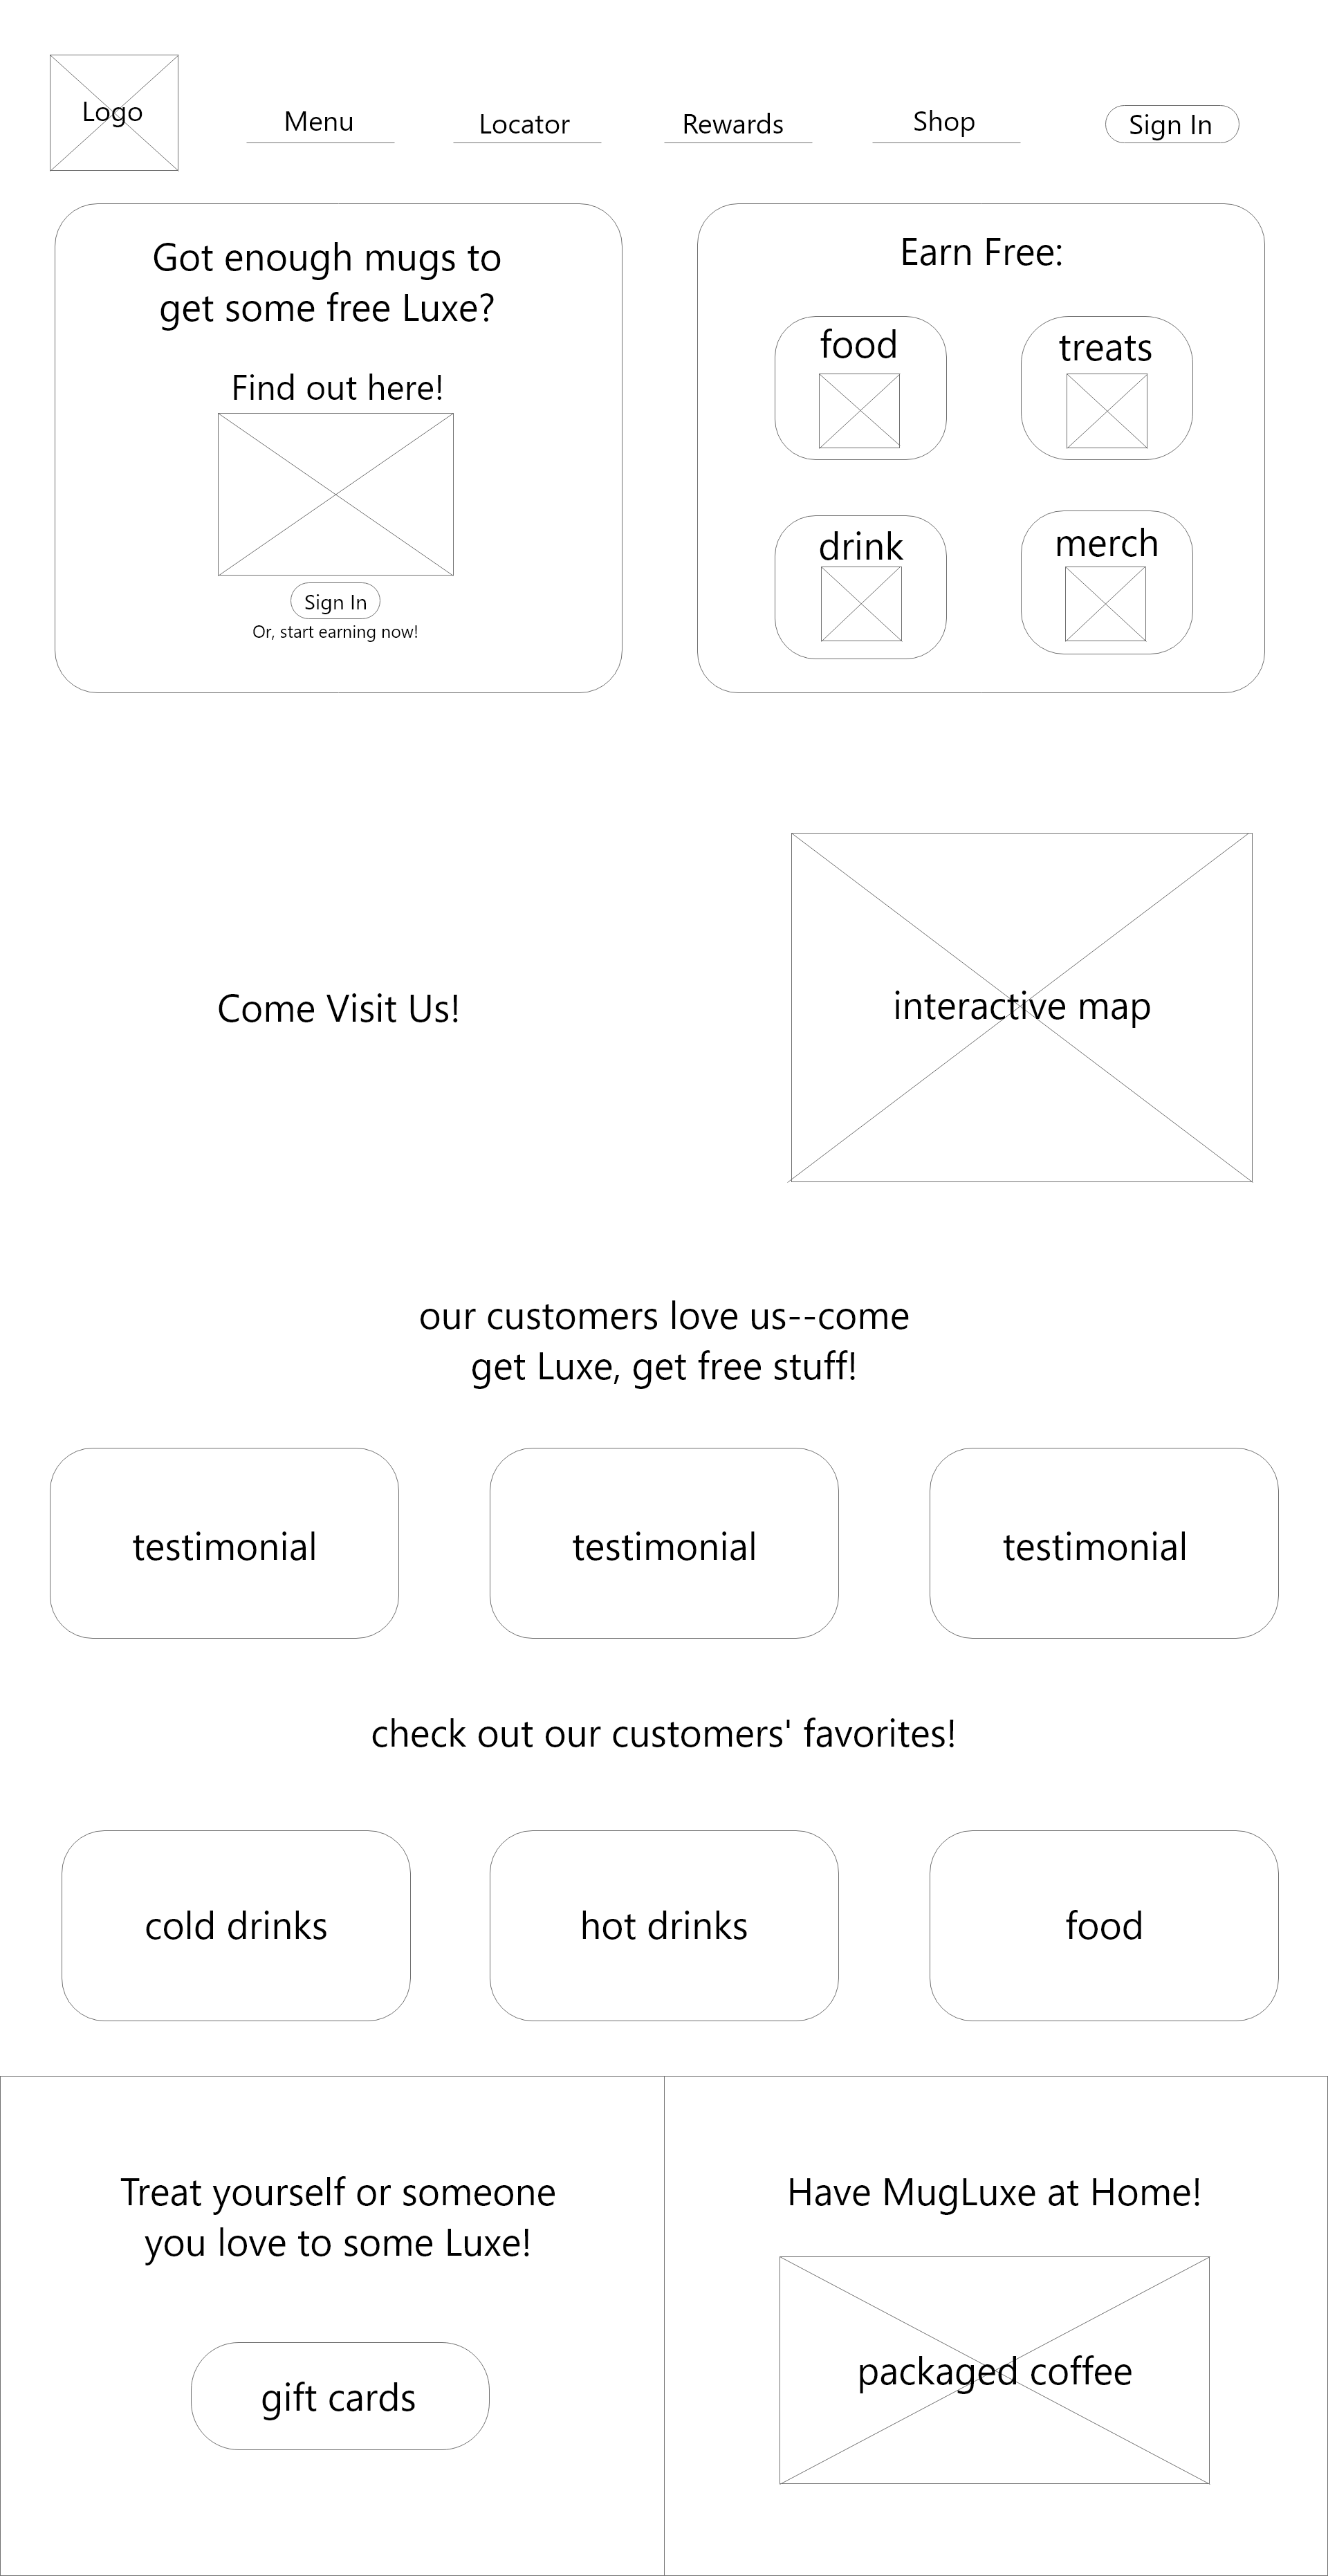 Logo
Menu
Locator
Rewards
Shop
Sign In
Got enough mugs to
get some free Luxe?
Find out here!
Sign In
Or, start earning now!
Earn Free:
food
treats
drink
merch
Come Visit Us!
interactive map
our customers love us--come
get Luxe, get free stuff!
testimonial
testimonial
testimonial
check out our customers' favorites!
cold drinks
hot drinks
food
Treat yourself or someone
you love to some Luxe!
gift cards
Have MugLuxe at Home!
packaged coffee